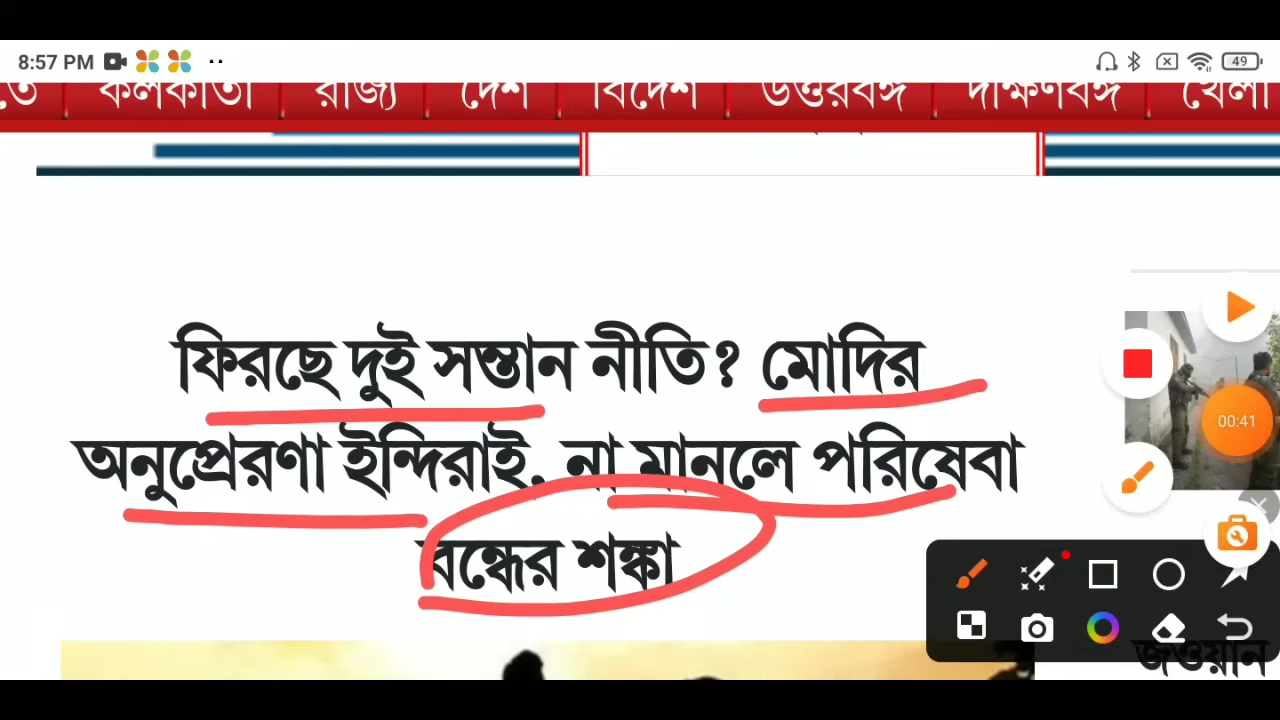 8:57 PM
49
কলকাতা রাজ্য দেশ বিদেশ উত্তরবঙ্গ দক্ষিণবঙ্গ খেলা
ফিরছে দুই সন্তান নীতি? মোদির
অনুপ্রেরণা ইন্দিরাই, না মানলে পরিষেবা
বন্ধের শঙ্কা
00:41
জওয়ান